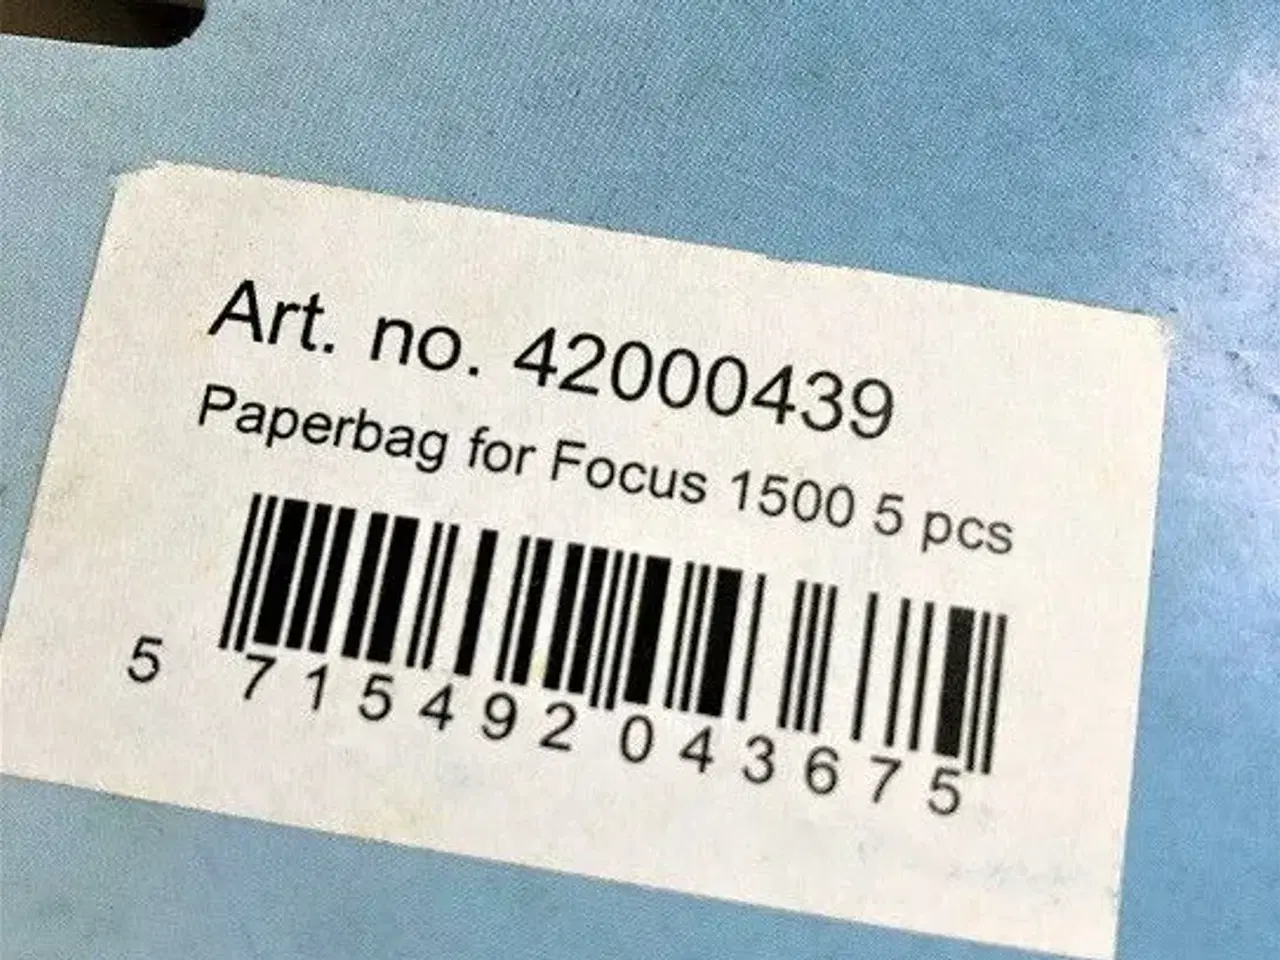 Art. no. 42000439
Paperbag for Focus 1500 5 pcs
5 715492 043675